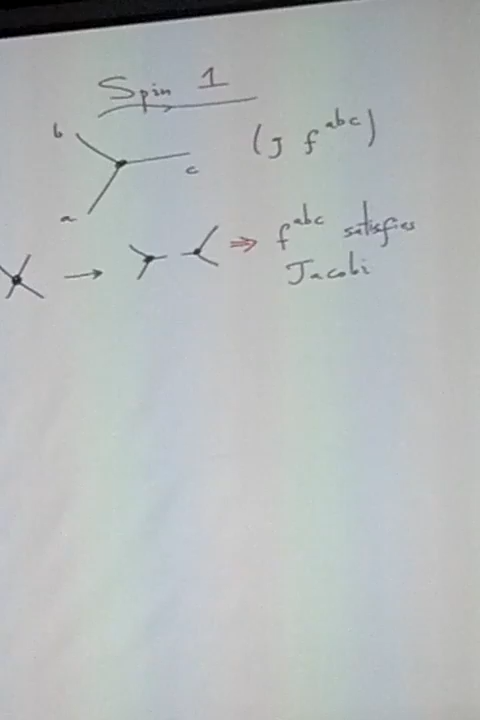 Spin 1
b
(g f^abc)
c
a
→ ⇒ f^abc satisfies
Jacobi